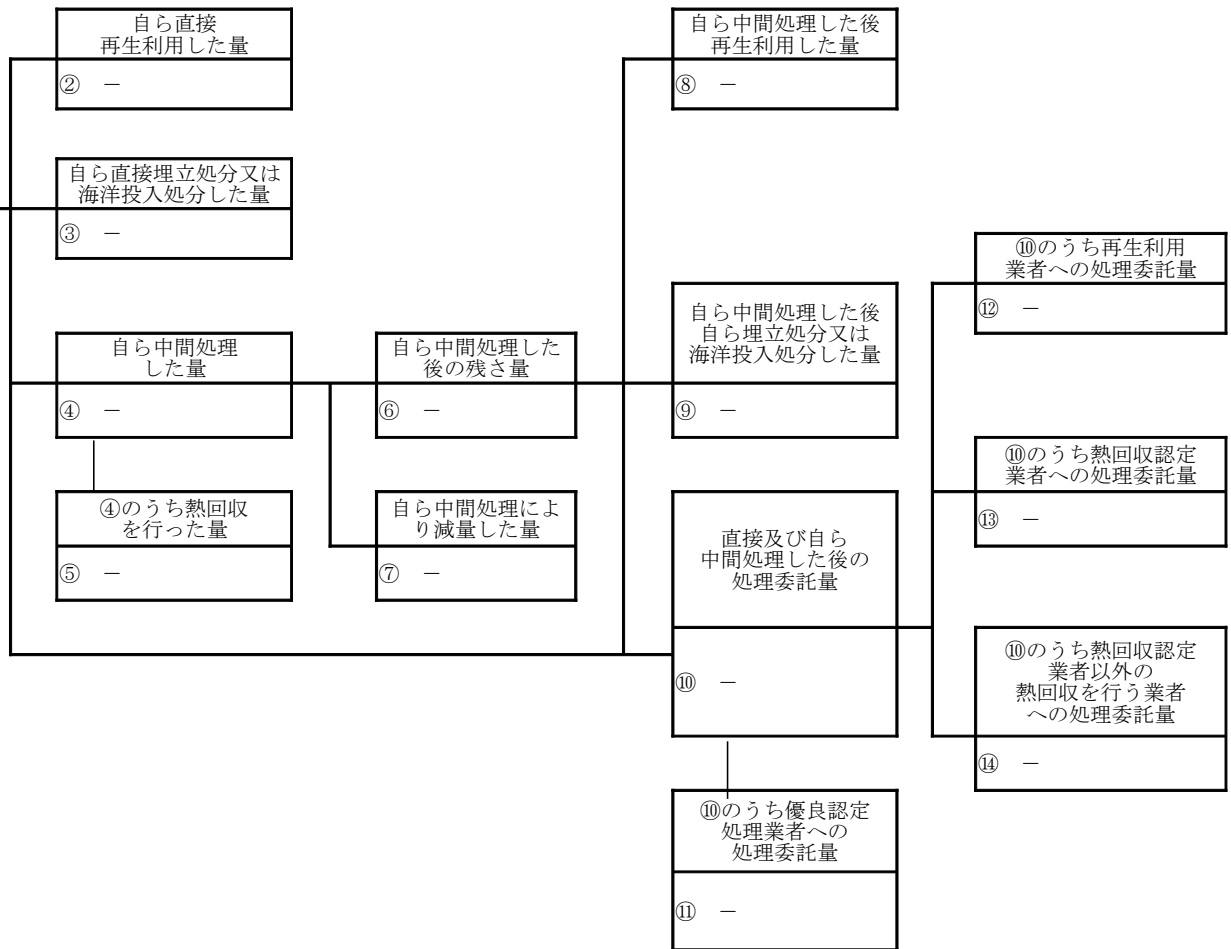 自ら直接
再生利用した量
② －
自ら中間処理した後
再生利用した量
⑧ －
自ら直接埋立処分又は
海洋投入処分した量
③ －
⑩のうち再生利用
業者への処理委託量
⑫ －
自ら中間処理した後
自ら埋立処分又は
海洋投入処分した量
⑨ －
自ら中間処理
した量
④ －
自ら中間処理した
後の残さ量
⑥ －
⑩のうち熱回収認定
業者への処理委託量
⑬ －
④のうち熱回収
を行った量
⑤ －
自ら中間処理によ
り減量した量
⑦ －
直接及び自ら
中間処理した後の
処理委託量
⑩ －
⑩のうち熱回収認定
業者以外の
熱回収を行う業者
への処理委託量
⑭ －
⑩のうち優良認定
処理業者への
処理委託量
⑪ －